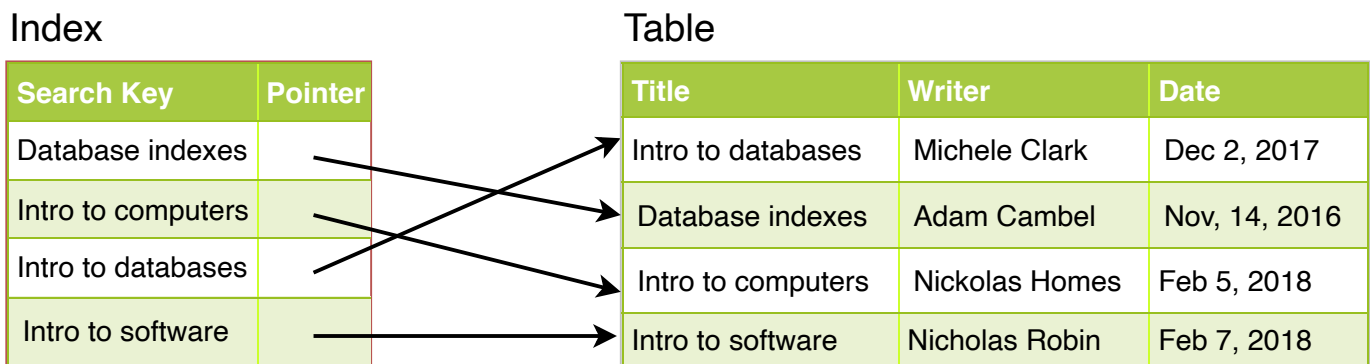 Index
Search Key Pointer
Database indexes
Intro to computers
Intro to databases
Intro to software
Table
Title Writer Date
Intro to databases Michele Clark Dec 2, 2017
Database indexes Adam Cambel Nov, 14, 2016
Intro to computers Nickolas Homes Feb 5, 2018
Intro to software Nicholas Robin Feb 7, 2018